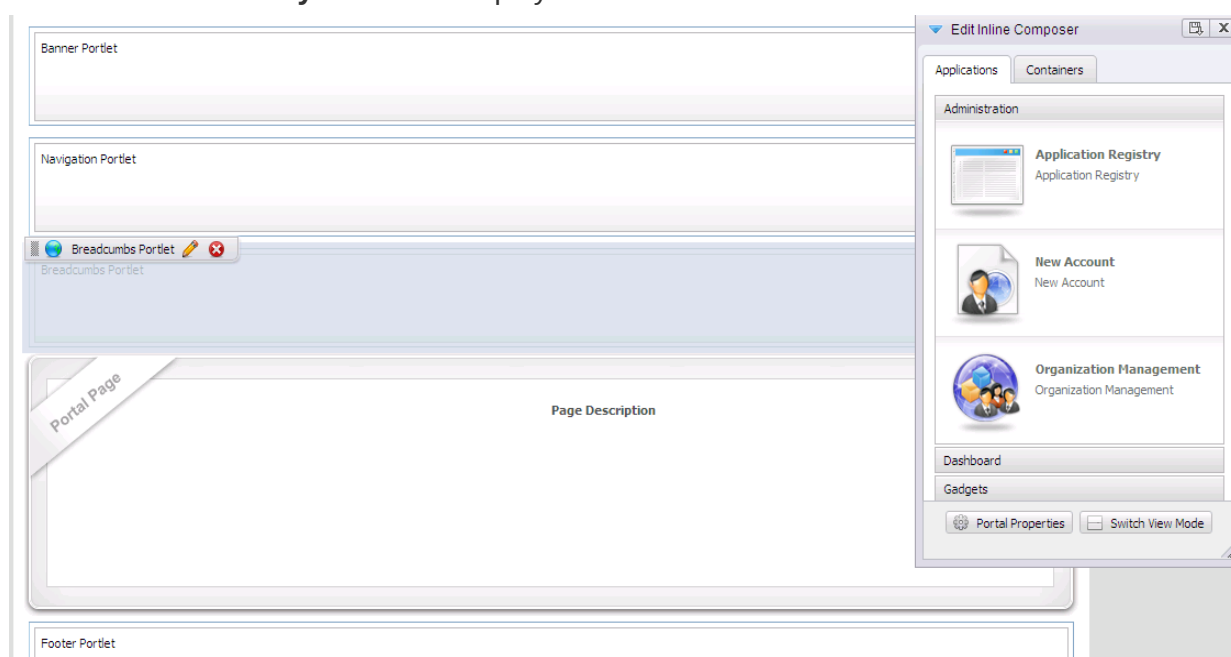 Banner Portlet
Navigation Portlet
Breadcumbs Portlet
Breadcumbs Portlet
Portal Page
Page Description
Footer Portlet
Edit Inline Composer
X
Applications Containers
Administration
Application Registry
Application Registry
New Account
New Account
Organization Management
Organization Management
Dashboard
Gadgets
Portal Properties Switch View Mode